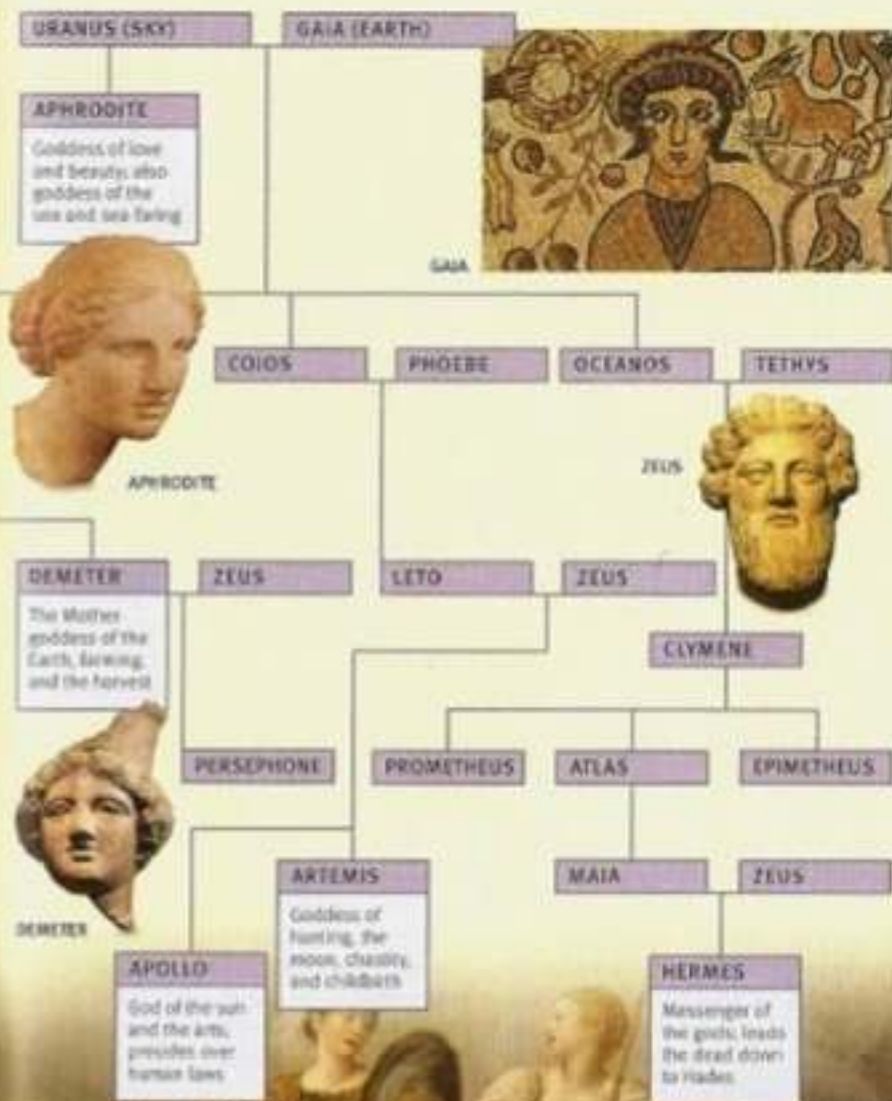 URANUS (SKY)
GAIA (EARTH)
APHRODITE
Goddess of love
and beauty; also
goddess of the
sea and sea-faring
GAIA
COIOS
PHOEBE
OCEANOS
TETHYS
APHRODITE
ZEUS
DEMETER
ZEUS
LETO
ZEUS
The Mother
goddess of the
Earth, farming,
and the harvest
CLYMENE
PERSEPHONE
PROMETHEUS
ATLAS
EPIMETHEUS
ARTEMIS
MAIA
ZEUS
Goddess of
hunting, the
moon, chastity,
and childbirth
DEMETER
APOLLO
HERMES
God of the sun
and the arts,
presides over
human laws
Messenger of
the gods; leads
the dead down
to Hades